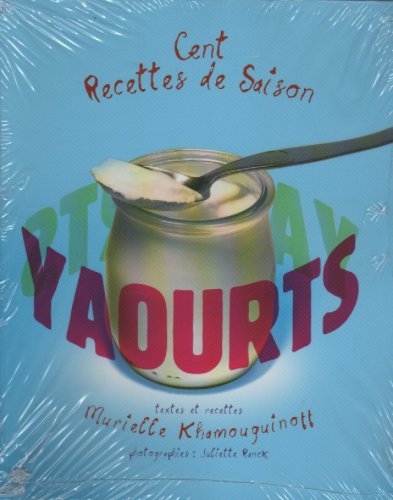 Cent
Recettes de Saison
YAOURTS
textes et recettes
Murielle Khamouguinoff
photographies : Juliette Ranck